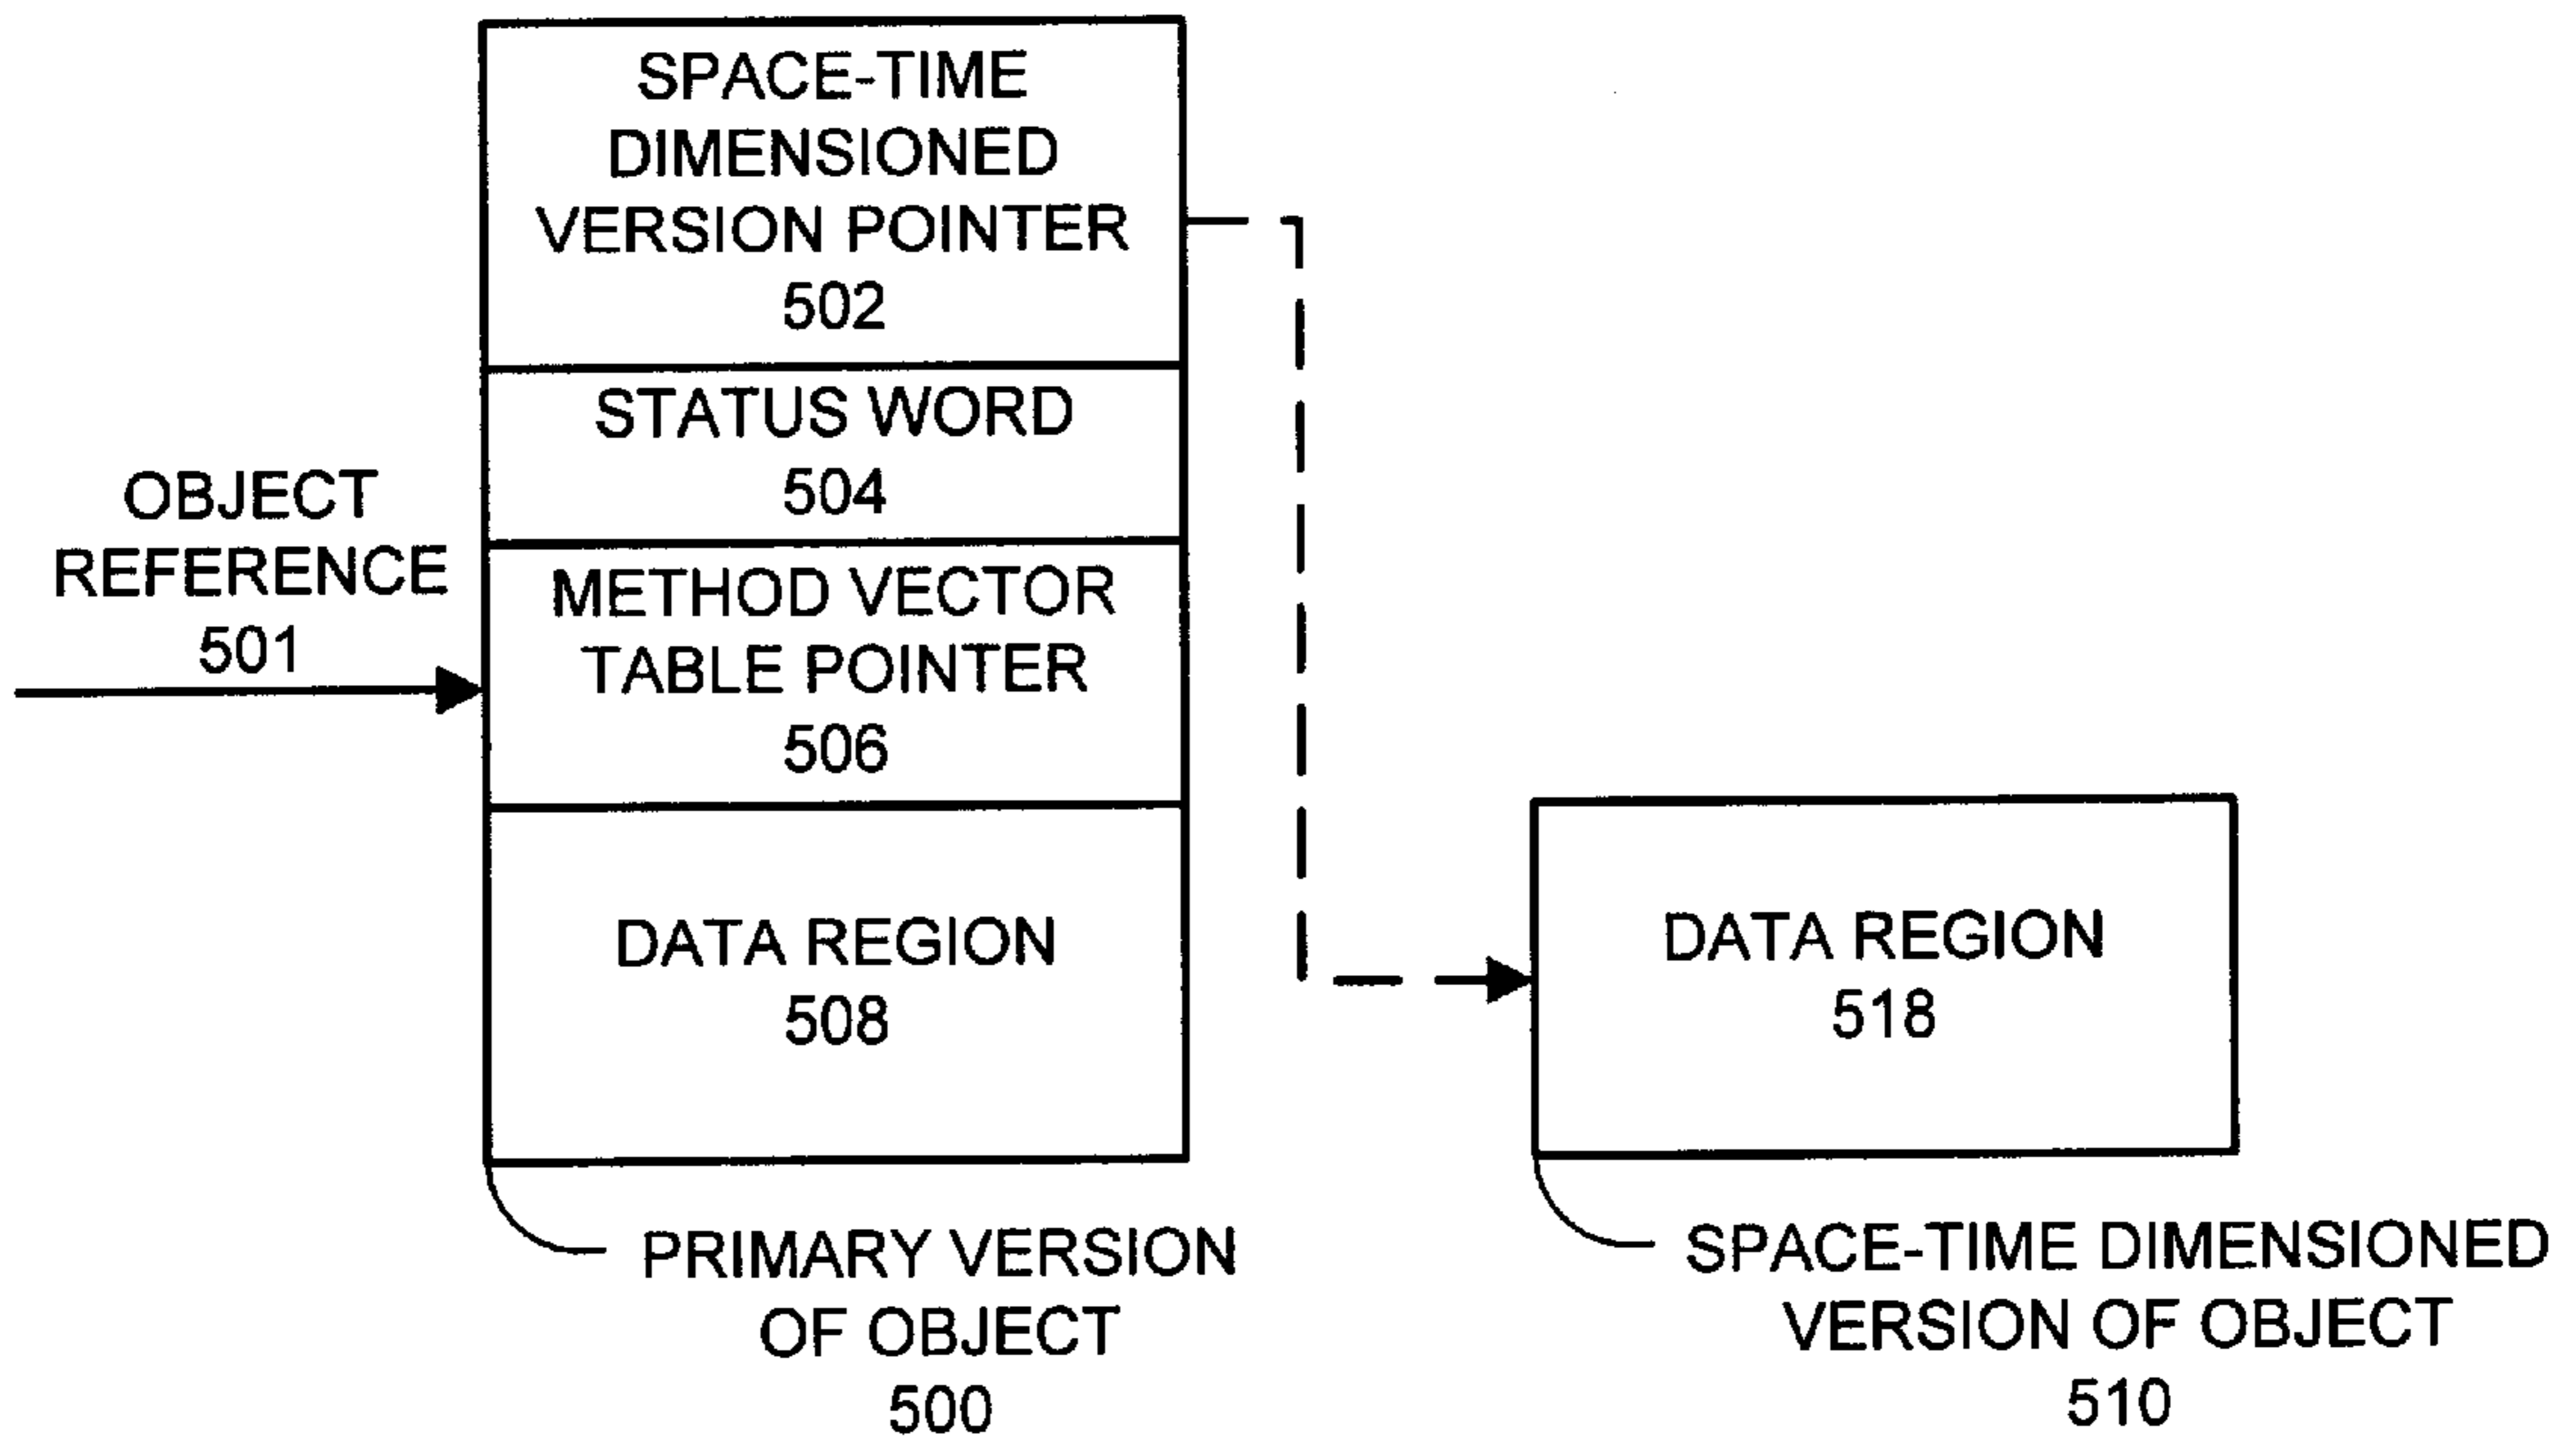 SPACE-TIME
DIMENSIONED
VERSION POINTER
502
STATUS WORD
504
OBJECT
REFERENCE
501
METHOD VECTOR
TABLE POINTER
506
DATA REGION
508
DATA REGION
518
PRIMARY VERSION
OF OBJECT
500
SPACE-TIME DIMENSIONED
VERSION OF OBJECT
510